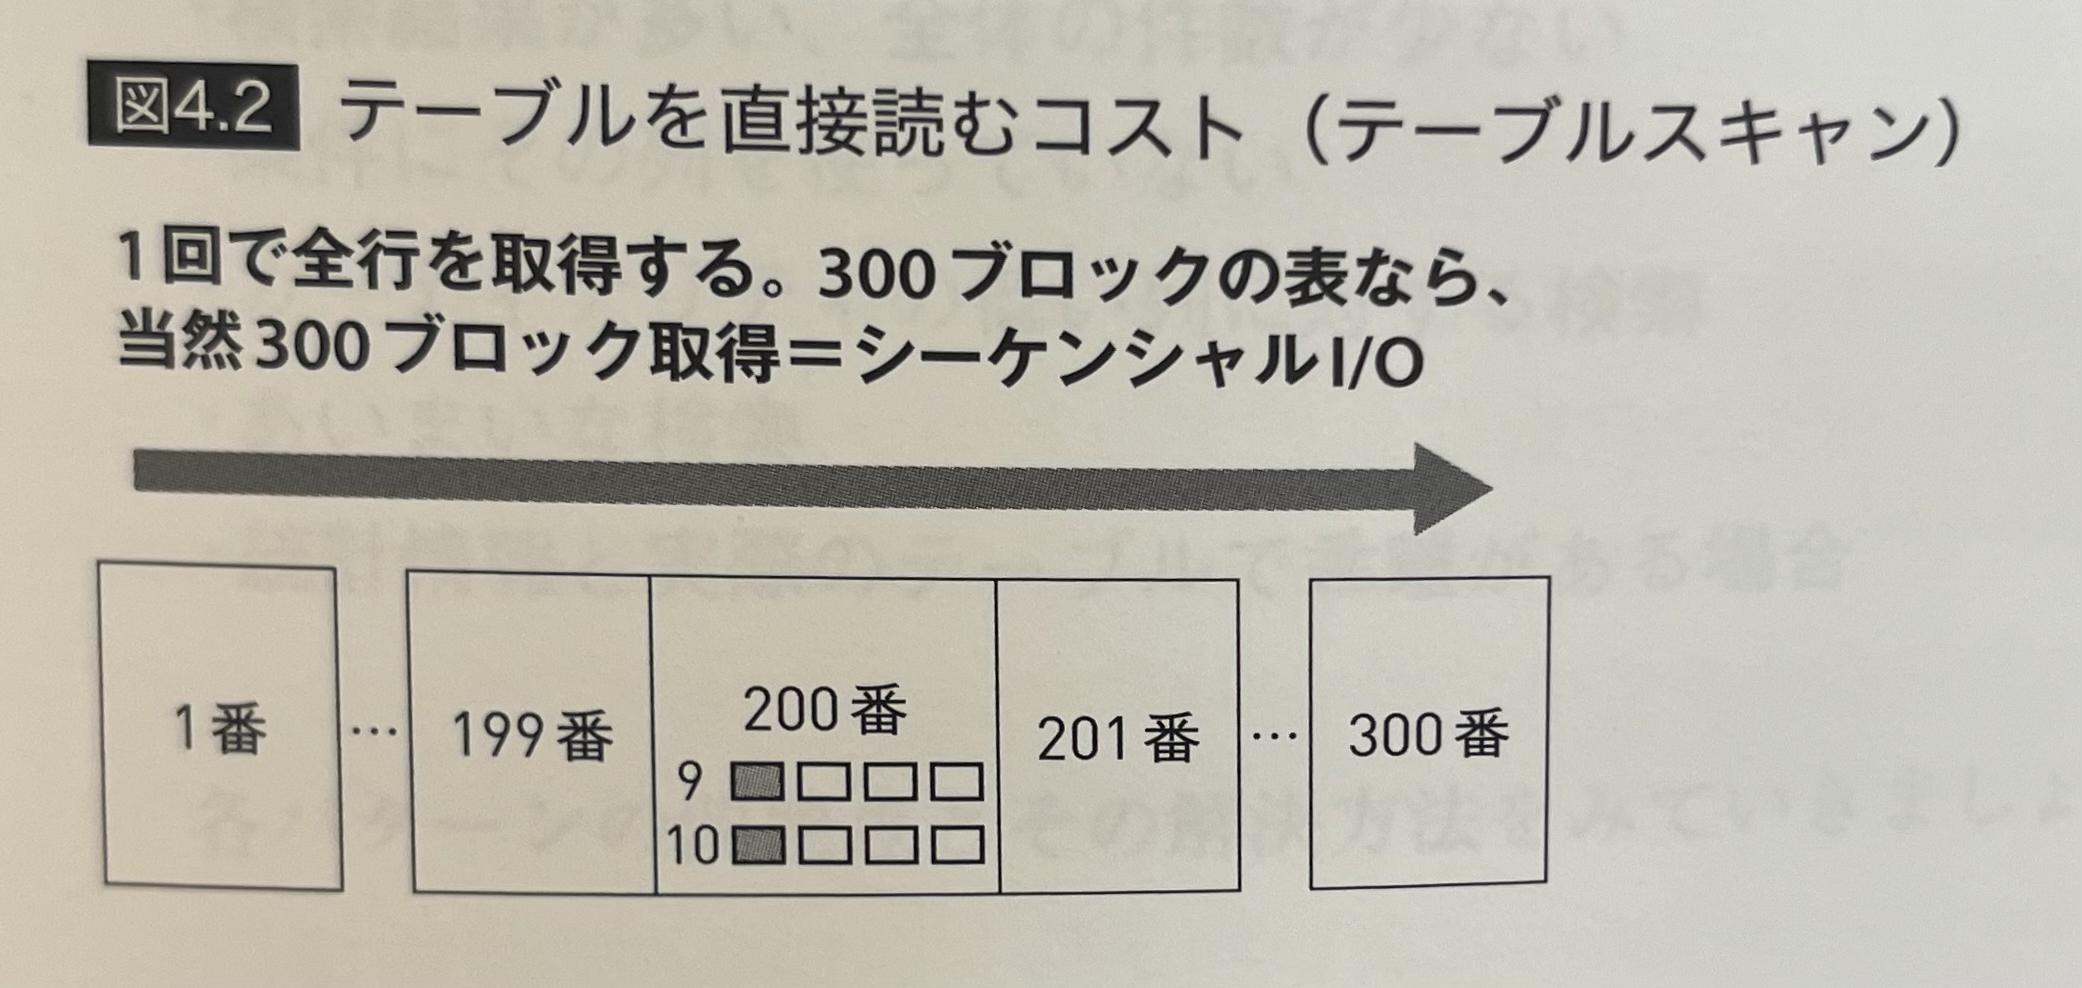 図4.2 テーブルを直接読むコスト（テーブルスキャン）
1回で全行を取得する。300ブロックの表なら、
当然300ブロック取得＝シーケンシャルI/O
1番 … 199番 200番 201番 … 300番
9
10